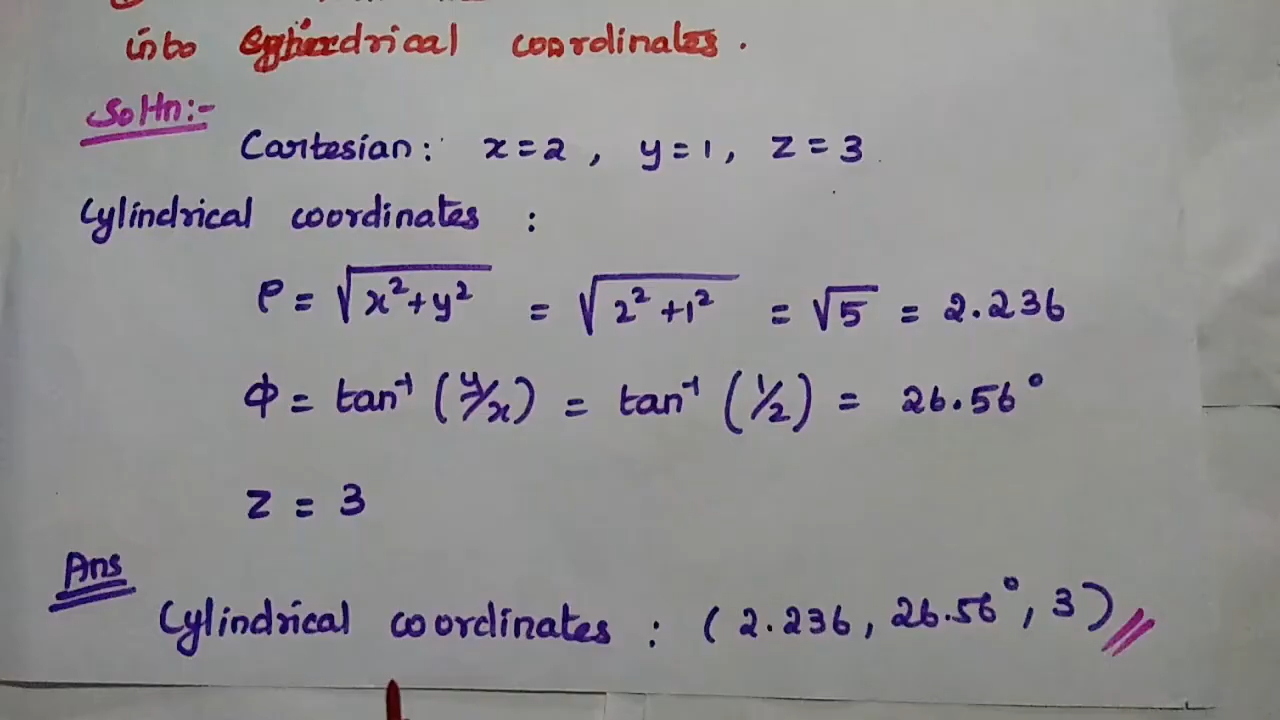 into cylindrical coordinates.
Soltn:-
Cartesian: x=2, y=1, z=3
Cylindrical coordinates :
ρ = √x²+y² = √2²+1² = √5 = 2.236
Φ = tan⁻¹ (y/x) = tan⁻¹ (1/2) = 26.56°
z = 3
Ans
Cylindrical coordinates : (2.236, 26.56°, 3)